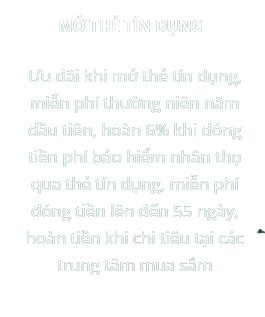 MỞ THẺ TÍN DỤNG
Ưu đãi khi mở thẻ tín dụng,
miễn phí thường niên năm
đầu tiên, hoàn 6% khi đóng
tiền phí bảo hiểm nhân thọ
qua thẻ tín dụng, miễn phí
đóng tiền lên đến 55 ngày,
hoàn tiền khi chi tiêu tại các
trung tâm mua sắm